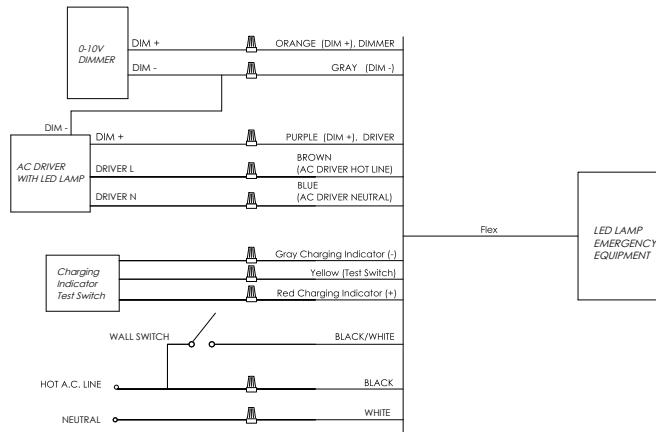 0-10V
DIMMER
DIM +
ORANGE (DIM +), DIMMER
DIM -
GRAY (DIM -)
DIM -
AC DRIVER
WITH LED LAMP
DIM +
PURPLE (DIM +), DRIVER
DRIVER L
BROWN
(AC DRIVER HOT LINE)
DRIVER N
BLUE
(AC DRIVER NEUTRAL)
Flex
LED LAMP
EMERGENCY
EQUIPMENT
Charging
Indicator
Test Switch
Gray Charging Indicator (-)
Yellow (Test Switch)
Red Charging Indicator (+)
WALL SWITCH
BLACK/WHITE
HOT A.C. LINE
BLACK
NEUTRAL
WHITE